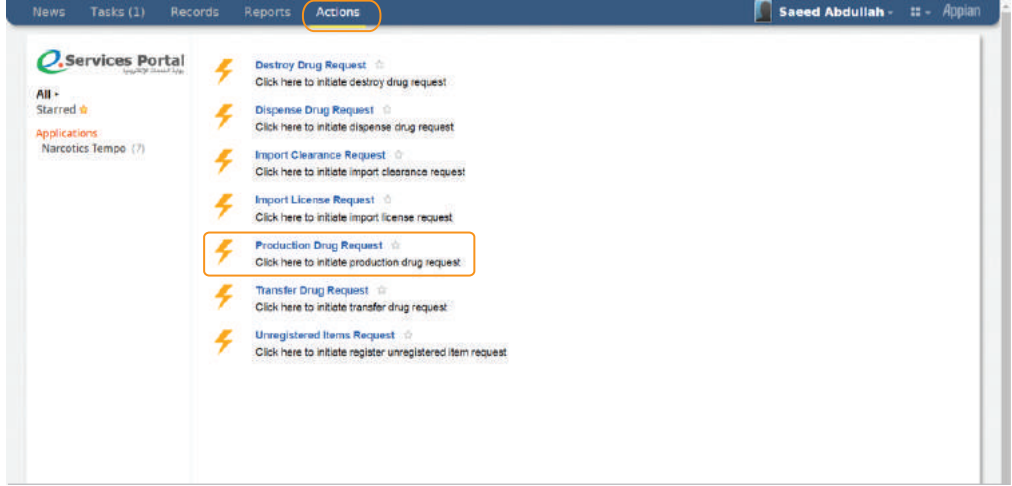 News Tasks (1) Records Reports Actions Saeed Abdullah Appian
e.Services Portal
All
Starred
Applications
Narcotics Tempo (7)
Destroy Drug Request
Click here to initiate destroy drug request
Dispense Drug Request
Click here to initiate dispense drug request
Import Clearance Request
Click here to initiate import clearance request
Import License Request
Click here to initiate import license request
Production Drug Request
Click here to initiate production drug request
Transfer Drug Request
Click here to initiate transfer drug request
Unregistered Items Request
Click here to initiate register unregistered item request